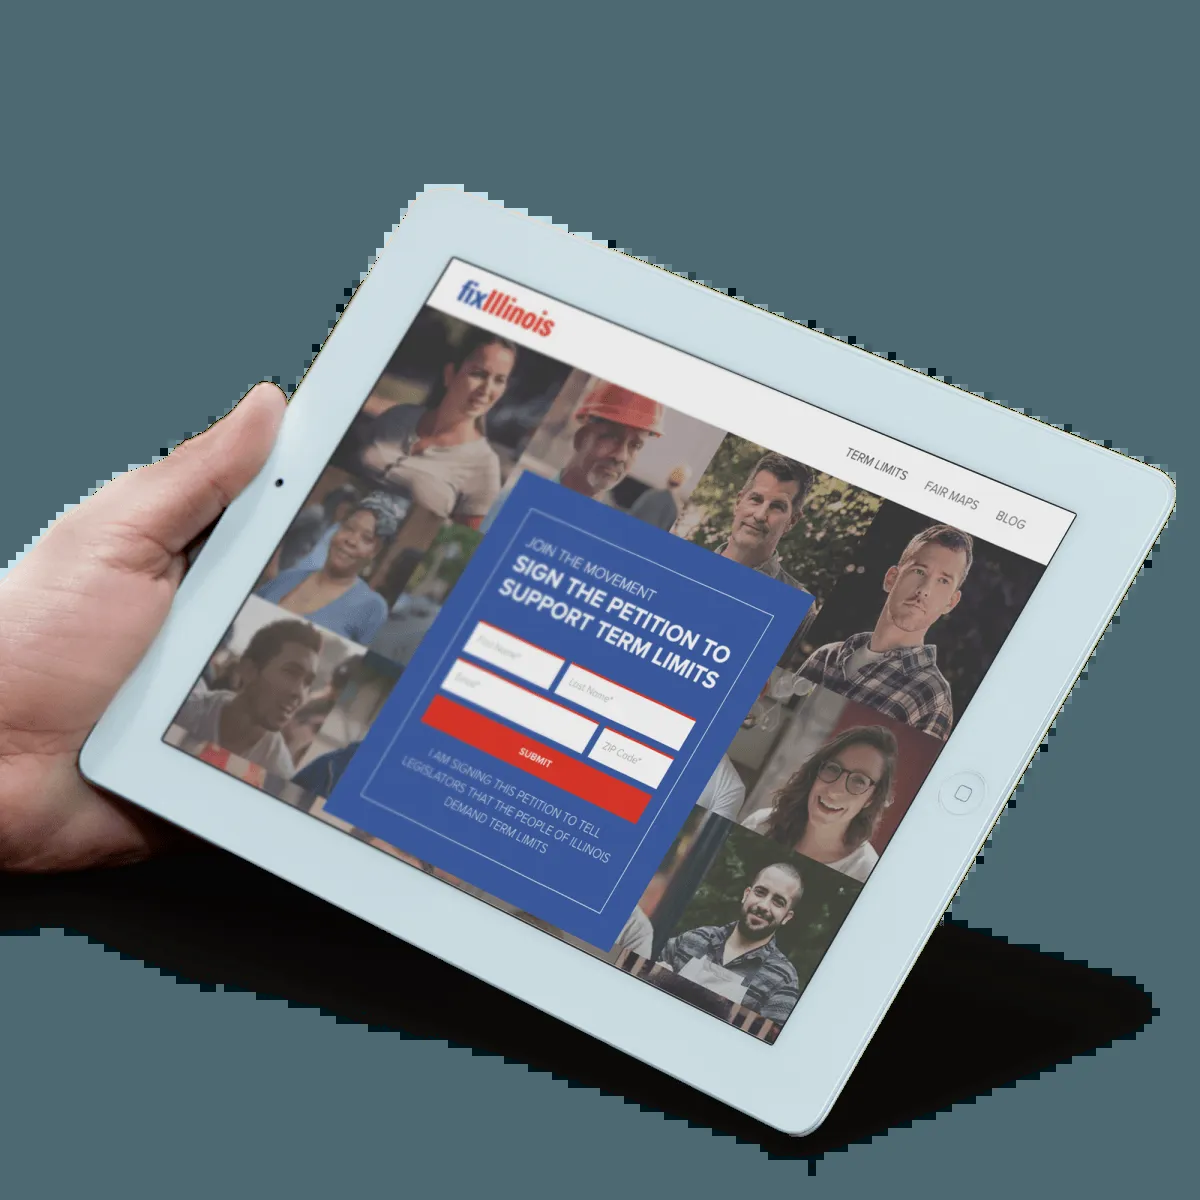 fixIllinois
TERM LIMITS FAIR MAPS BLOG
JOIN THE MOVEMENT
SIGN THE PETITION TO
SUPPORT TERM LIMITS
First Name* Last Name*
Email* ZIP Code*
SUBMIT
I AM SIGNING THIS PETITION TO TELL
LEGISLATORS THAT THE PEOPLE OF ILLINOIS
DEMAND TERM LIMITS